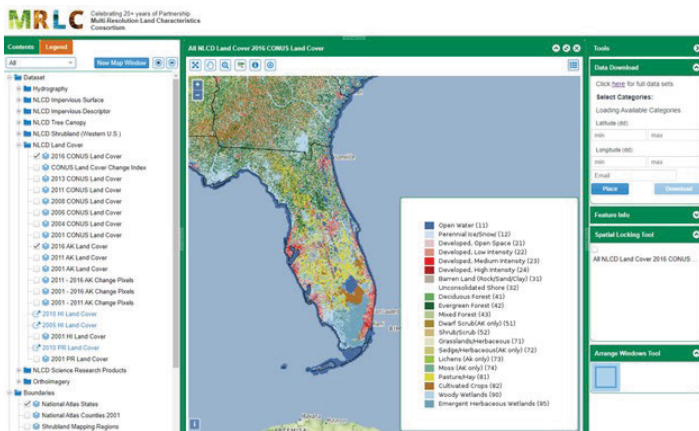 MRLC
Celebrating 25+ years of Partnership
Multi-Resolution Land Characteristics
Consortium
Contents
Legend
All
New Map Window
Dataset
Hydrography
NLCD Impervious Surface
NLCD Impervious Descriptor
NLCD Tree Canopy
NLCD Shrubland (Western U.S.)
NLCD Land Cover
2016 CONUS Land Cover
CONUS Land Cover Change Index
2013 CONUS Land Cover
2011 CONUS Land Cover
2008 CONUS Land Cover
2006 CONUS Land Cover
2004 CONUS Land Cover
2001 CONUS Land Cover
2016 AK Land Cover
2011 AK Land Cover
2001 AK Land Cover
2011 - 2016 AK Change Pixels
2001 - 2016 AK Change Pixels
2001 - 2011 AK Change Pixels
2010 HI Land Cover
2005 HI Land Cover
2001 HI Land Cover
2010 PR Land Cover
2001 PR Land Cover
NLCD Science Research Products
Orthoimagery
Boundaries
National Atlas States
National Atlas Counties 2001
Shrubland Mapping Regions
All NLCD Land Cover 2016 CONUS Land Cover
Open Water (11)
Perennial Ice/Snow (12)
Developed, Open Space (21)
Developed, Low Intensity (22)
Developed, Medium Intensity (23)
Developed, High Intensity (24)
Barren Land (Rock/Sand/Clay) (31)
Unconsolidated Shore (32)
Deciduous Forest (41)
Evergreen Forest (42)
Mixed Forest (43)
Dwarf Scrub(AK only) (51)
Shrub/Scrub (52)
Grasslands/Herbaceous (71)
Sedge/Herbaceous(AK only) (72)
Lichens (Ak only) (73)
Moss (AK only) (74)
Pasture/Hay (81)
Cultivated Crops (82)
Woody Wetlands (90)
Emergent Herbaceous Wetlands (95)
Tools
Data Download
Click here for full data sets
Select Categories:
Loading Available Categories
Latitude (dd)
min
max
Longitude (dd)
min
max
Email
Place
Download
Feature Info
Spatial Locking Tool
All NLCD Land Cover 2016 CONUS ...
Arrange Windows Tool